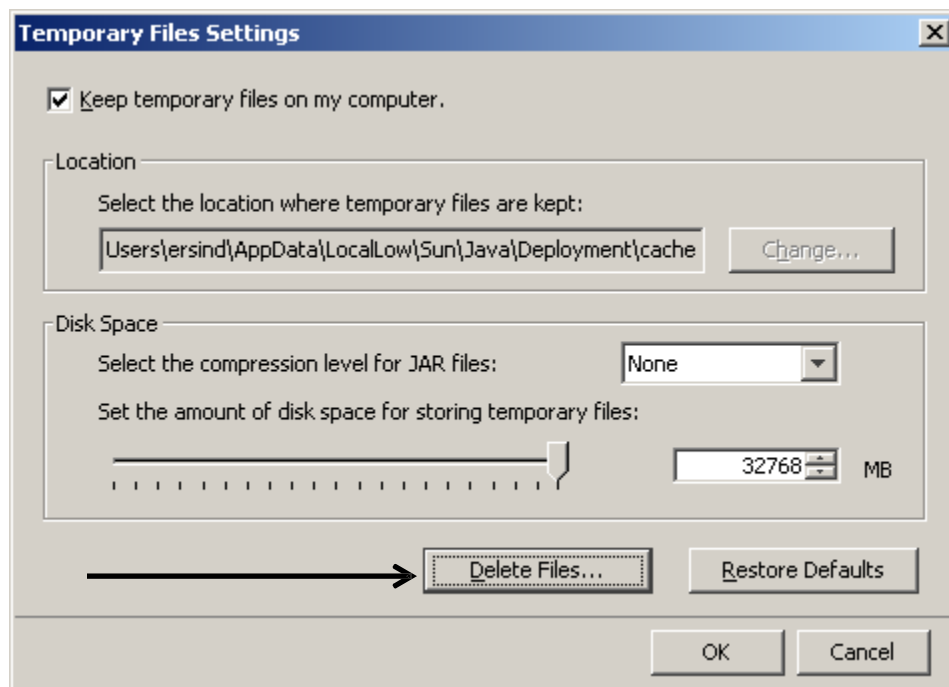 Temporary Files Settings
Keep temporary files on my computer.
Location
Select the location where temporary files are kept:
Users\ersind\AppData\LocalLow\Sun\Java\Deployment\cache
Change...
Disk Space
Select the compression level for JAR files:
None
Set the amount of disk space for storing temporary files:
32768
MB
Delete Files...
Restore Defaults
OK
Cancel